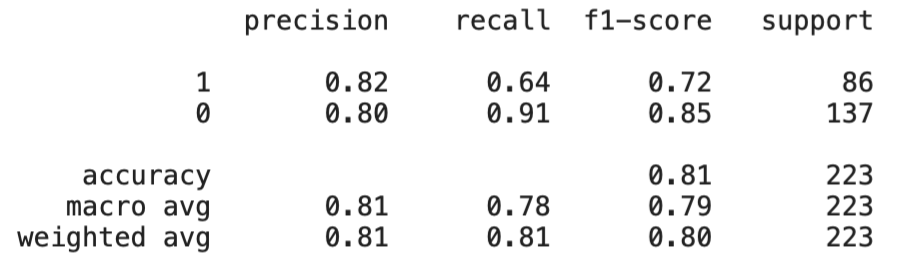 precision recall f1-score support
1 0.82 0.64 0.72 86
0 0.80 0.91 0.85 137
accuracy 0.81 223
macro avg 0.81 0.78 0.79 223
weighted avg 0.81 0.81 0.80 223